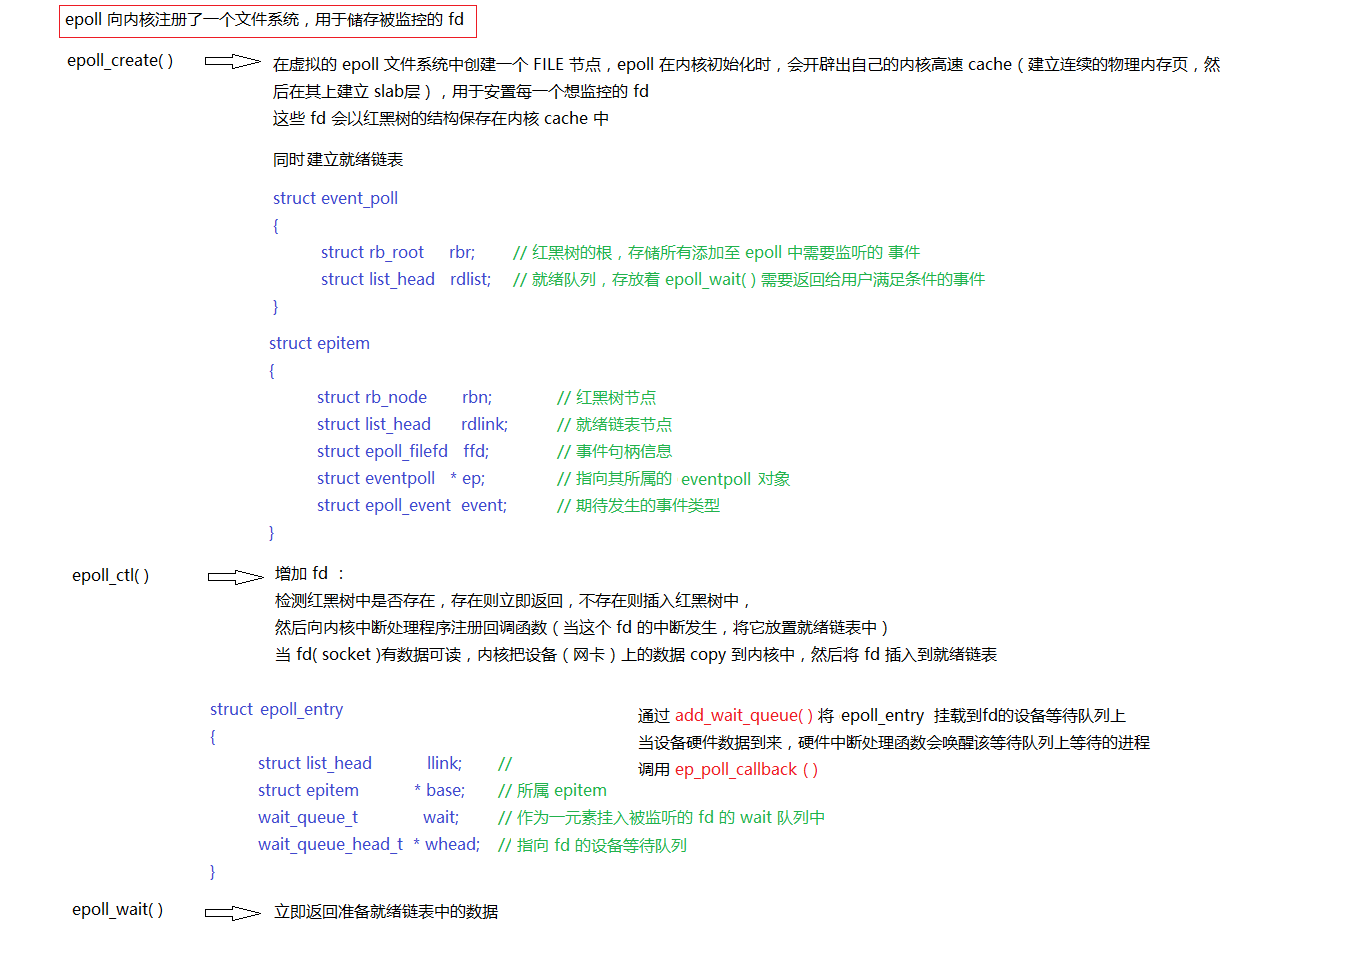 epoll 向内核注册了一个文件系统，用于储存被监控的 fd
epoll_create( )
在虚拟的 epoll 文件系统中创建一个 FILE 节点，epoll 在内核初始化时，会开辟出自己的内核高速 cache（建立连续的物理内存页，然
后在其上建立 slab层），用于安置每一个想监控的 fd
这些 fd 会以红黑树的结构保存在内核 cache 中
同时建立就绪链表
struct event_poll
{
struct rb_root rbr; // 红黑树的根，存储所有添加至 epoll 中需要监听的 事件
struct list_head rdlist; // 就绪队列，存放着 epoll_wait( ) 需要返回给用户满足条件的事件
}
struct epitem
{
struct rb_node rbn; // 红黑树节点
struct list_head rdlink; // 就绪链表节点
struct epoll_filefd ffd; // 事件句柄信息
struct eventpoll * ep; // 指向其所属的 eventpoll 对象
struct epoll_event event; // 期待发生的事件类型
}
epoll_ctl( )
增加 fd ：
检测红黑树中是否存在，存在则立即返回，不存在则插入红黑树中，
然后向内核中断处理程序注册回调函数（当这个 fd 的中断发生，将它放置就绪链表中）
当 fd( socket )有数据可读，内核把设备（网卡）上的数据 copy 到内核中，然后将 fd 插入到就绪链表
struct epoll_entry
{
struct list_head llink; //
struct epitem * base; // 所属 epitem
wait_queue_t wait; // 作为一元素挂入被监听的 fd 的 wait 队列中
wait_queue_head_t * whead; // 指向 fd 的设备等待队列
}
通过 add_wait_queue( ) 将 epoll_entry 挂载到fd的设备等待队列上
当设备硬件数据到来，硬件中断处理函数会唤醒该等待队列上等待的进程
调用 ep_poll_callback ( )
epoll_wait( )
立即返回准备就绪链表中的数据